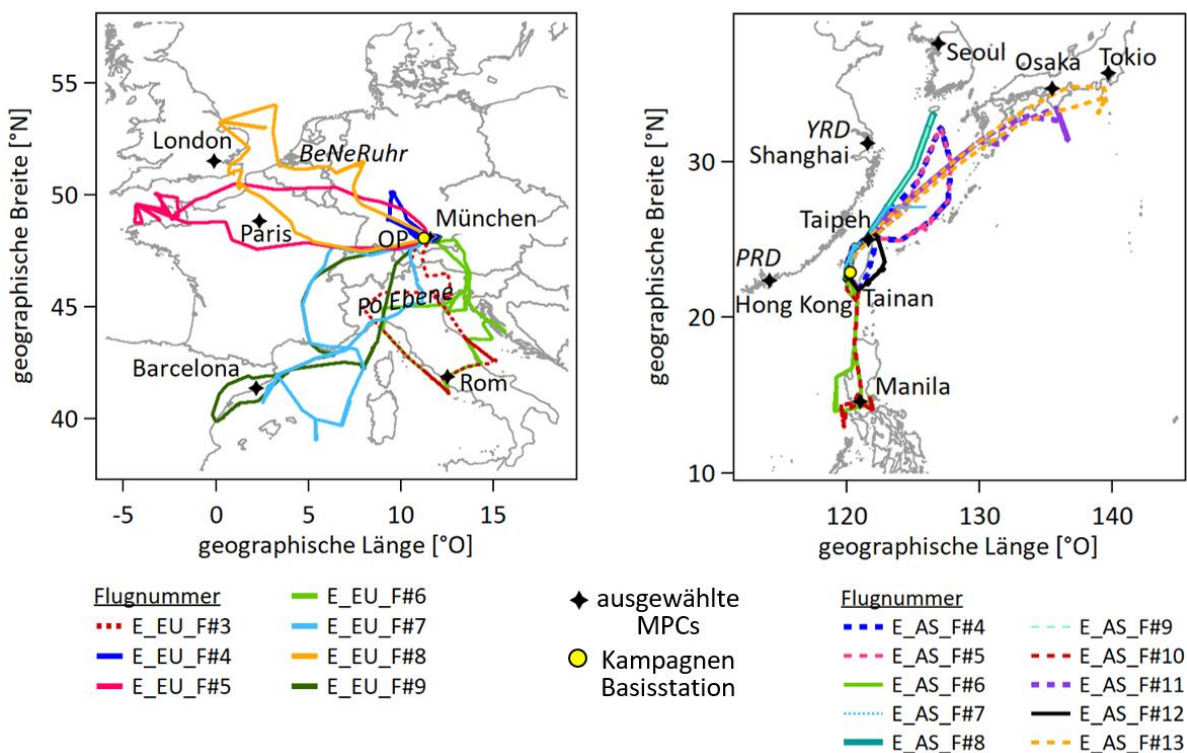 geographische Breite [°N]
55
50
45
40
London
BeNeRuhr
Paris
OP
München
Po Ebene
Barcelona
Rom
-5 0 5 10 15
geographische Länge [°O]
geographische Breite [°N]
30
20
10
Seoul
Osaka
Tokio
YRD
Shanghai
Taipeh
PRD
Hong Kong
Tainan
Manila
120 130 140
geographische Länge [°O]
Flugnummer
E_EU_F#3
E_EU_F#4
E_EU_F#5
E_EU_F#6
E_EU_F#7
E_EU_F#8
E_EU_F#9
ausgewählte
MPCs
Kampagnen
Basisstation
Flugnummer
E_AS_F#4
E_AS_F#5
E_AS_F#6
E_AS_F#7
E_AS_F#8
E_AS_F#9
E_AS_F#10
E_AS_F#11
E_AS_F#12
E_AS_F#13